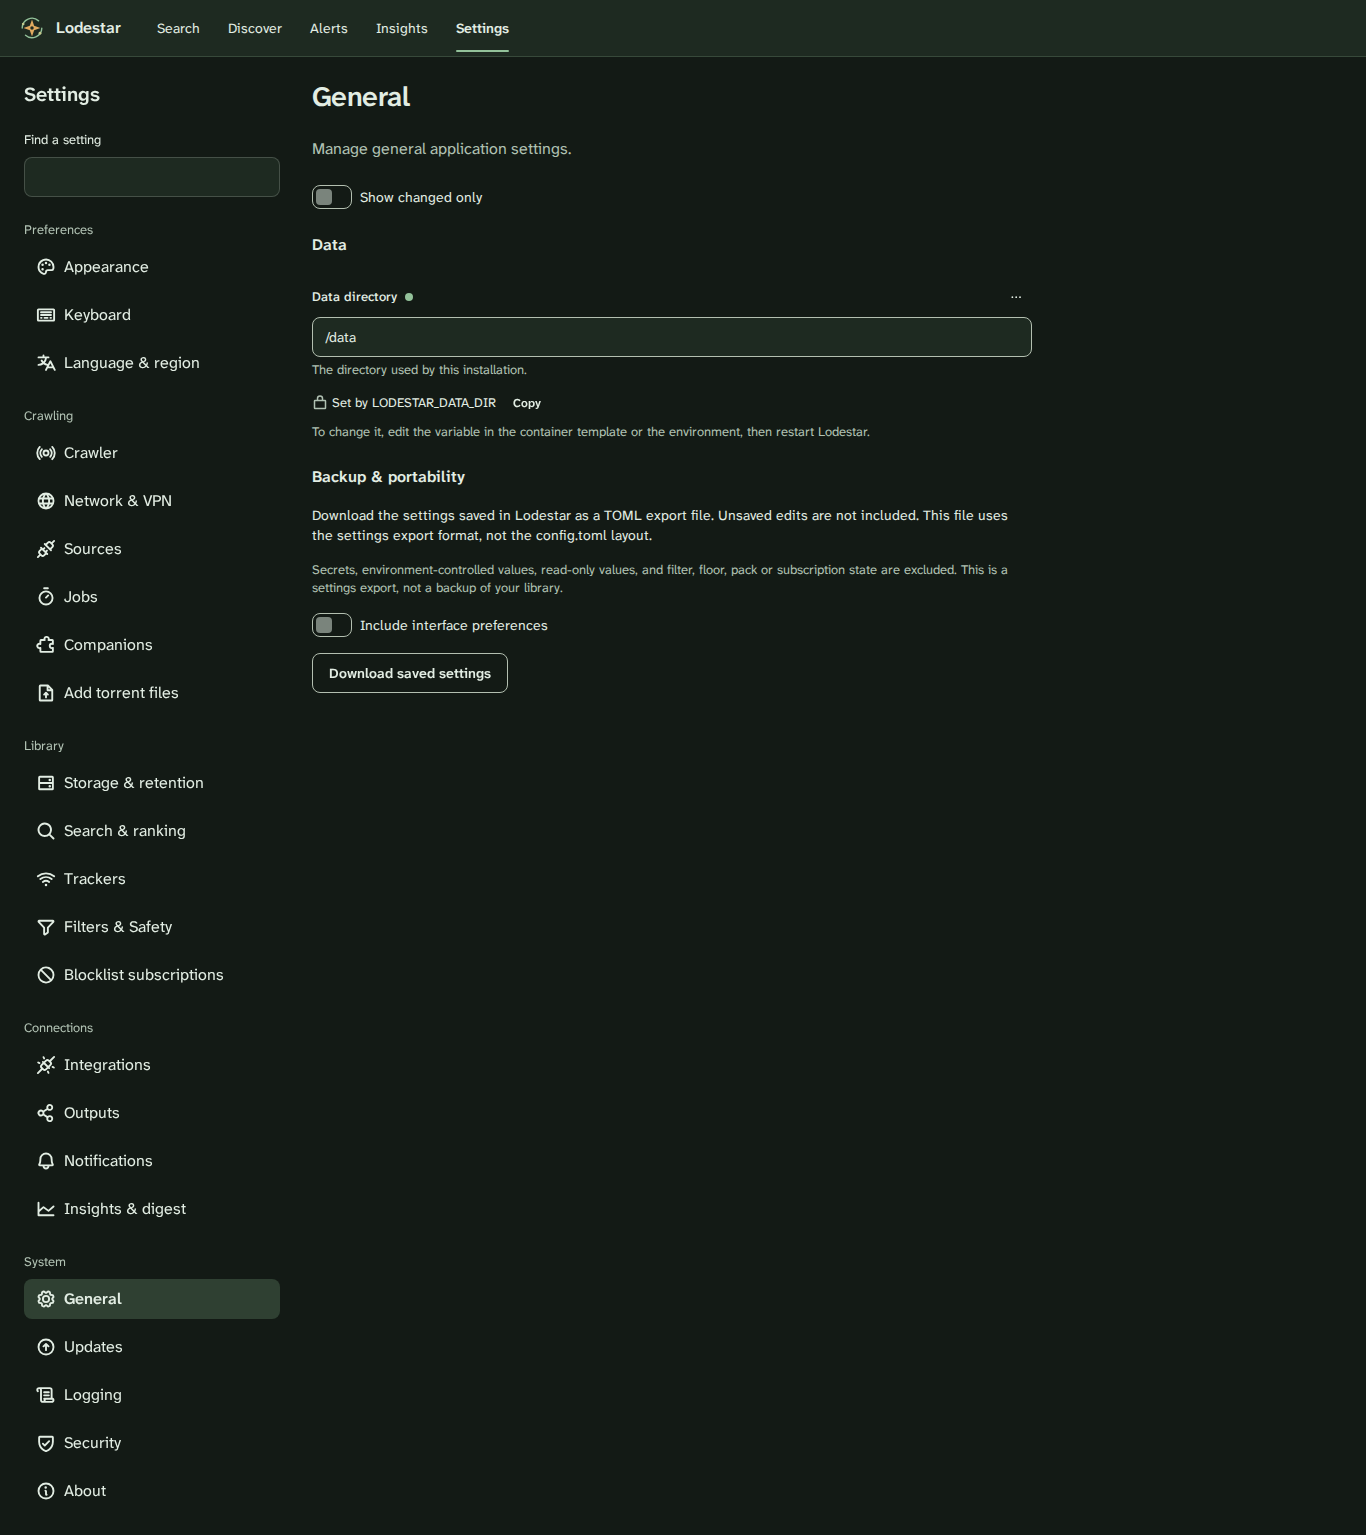 Lodestar
Search
Discover
Alerts
Insights
Settings
Settings
Find a setting
Preferences
Appearance
Keyboard
Language & region
Crawling
Crawler
Network & VPN
Sources
Jobs
Companions
Add torrent files
Library
Storage & retention
Search & ranking
Trackers
Filters & Safety
Blocklist subscriptions
Connections
Integrations
Outputs
Notifications
Insights & digest
System
General
Updates
Logging
Security
About
General
Manage general application settings.
Show changed only
Data
Data directory
/data
The directory used by this installation.
Set by LODESTAR_DATA_DIR
Copy
To change it, edit the variable in the container template or the environment, then restart Lodestar.
Backup & portability
Download the settings saved in Lodestar as a TOML export file. Unsaved edits are not included. This file uses
the settings export format, not the config.toml layout.
Secrets, environment-controlled values, read-only values, and filter, floor, pack or subscription state are excluded. This is a
settings export, not a backup of your library.
Include interface preferences
Download saved settings